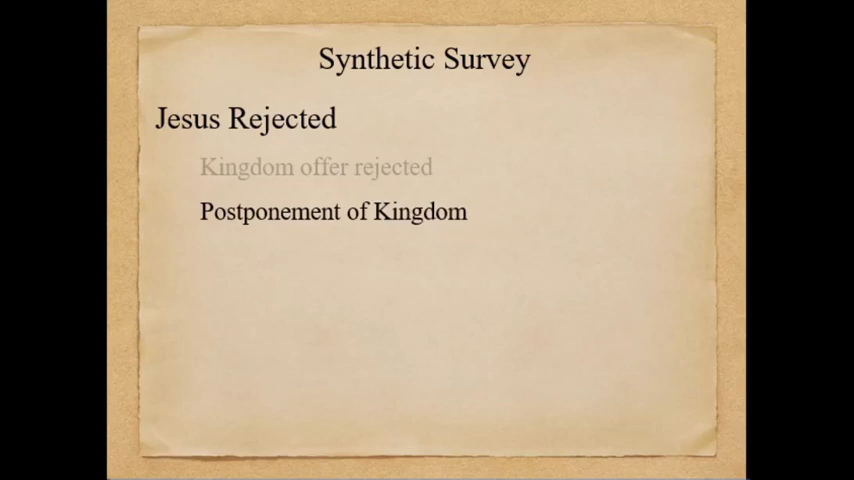 Synthetic Survey
Jesus Rejected
Kingdom offer rejected
Postponement of Kingdom